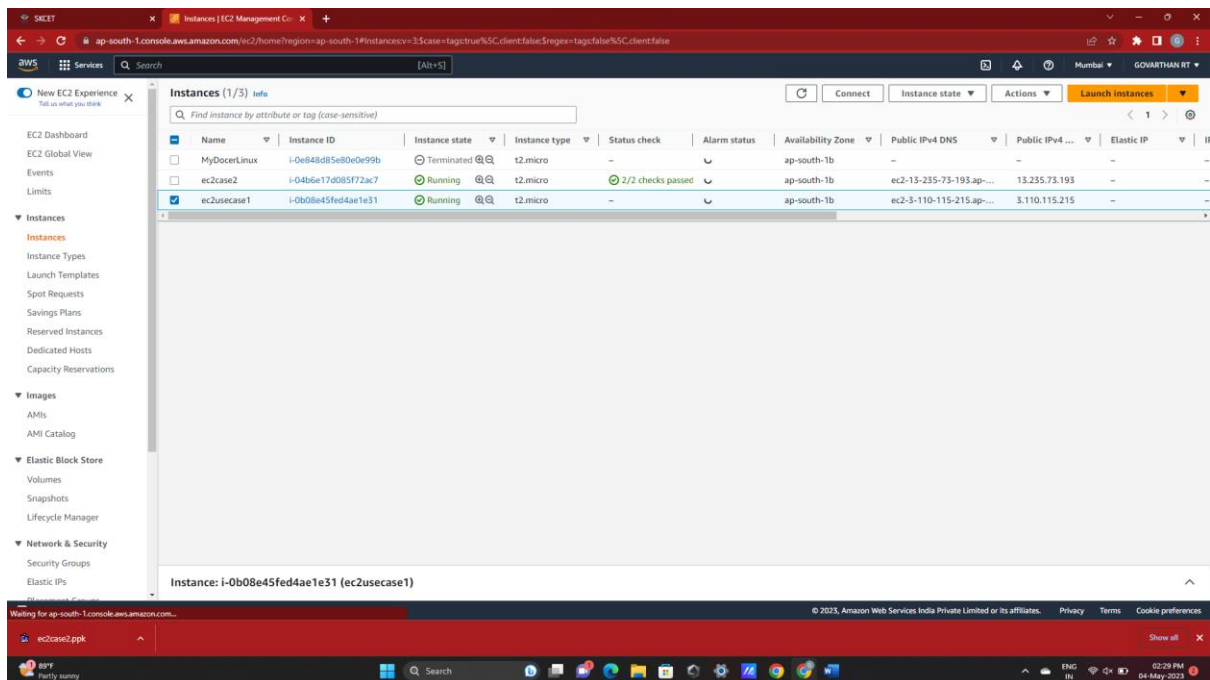 SKCET Instances | EC2 Management Co
ap-south-1.console.aws.amazon.com/ec2/home?region=ap-south-1#Instances:v=3;$case=tags:true%5C,client:false;$regex=tags:false%5C,client:false
aws Services Search [Alt+S] Mumbai GOVARTHAN RT
New EC2 Experience
Tell us what you think
EC2 Dashboard
EC2 Global View
Events
Limits
Instances
Instances
Instance Types
Launch Templates
Spot Requests
Savings Plans
Reserved Instances
Dedicated Hosts
Capacity Reservations
Images
AMIs
AMI Catalog
Elastic Block Store
Volumes
Snapshots
Lifecycle Manager
Network & Security
Security Groups
Elastic IPs
Instances (1/3) Info Connect Instance state Actions Launch instances
Find instance by attribute or tag (case-sensitive) 1
Name Instance ID Instance state Instance type Status check Alarm status Availability Zone Public IPv4 DNS Public IPv4 ... Elastic IP
MyDocerLinux i-0e848d85e80e0e99b Terminated t2.micro – ap-south-1b – – –
ec2case2 i-04b6e17d085f72ac7 Running t2.micro 2/2 checks passed ap-south-1b ec2-13-235-73-193.ap-... 13.235.73.193 –
ec2usecase1 i-0b08e45fed4ae1e31 Running t2.micro – ap-south-1b ec2-3-110-115-215.ap-... 3.110.115.215 –
Instance: i-0b08e45fed4ae1e31 (ec2usecase1)
Waiting for ap-south-1.console.aws.amazon.com... © 2023, Amazon Web Services India Private Limited or its affiliates. Privacy Terms Cookie preferences
ec2case2.ppk Show all
89°F
Partly sunny
Search
ENG
IN
02:29 PM
04-May-2023